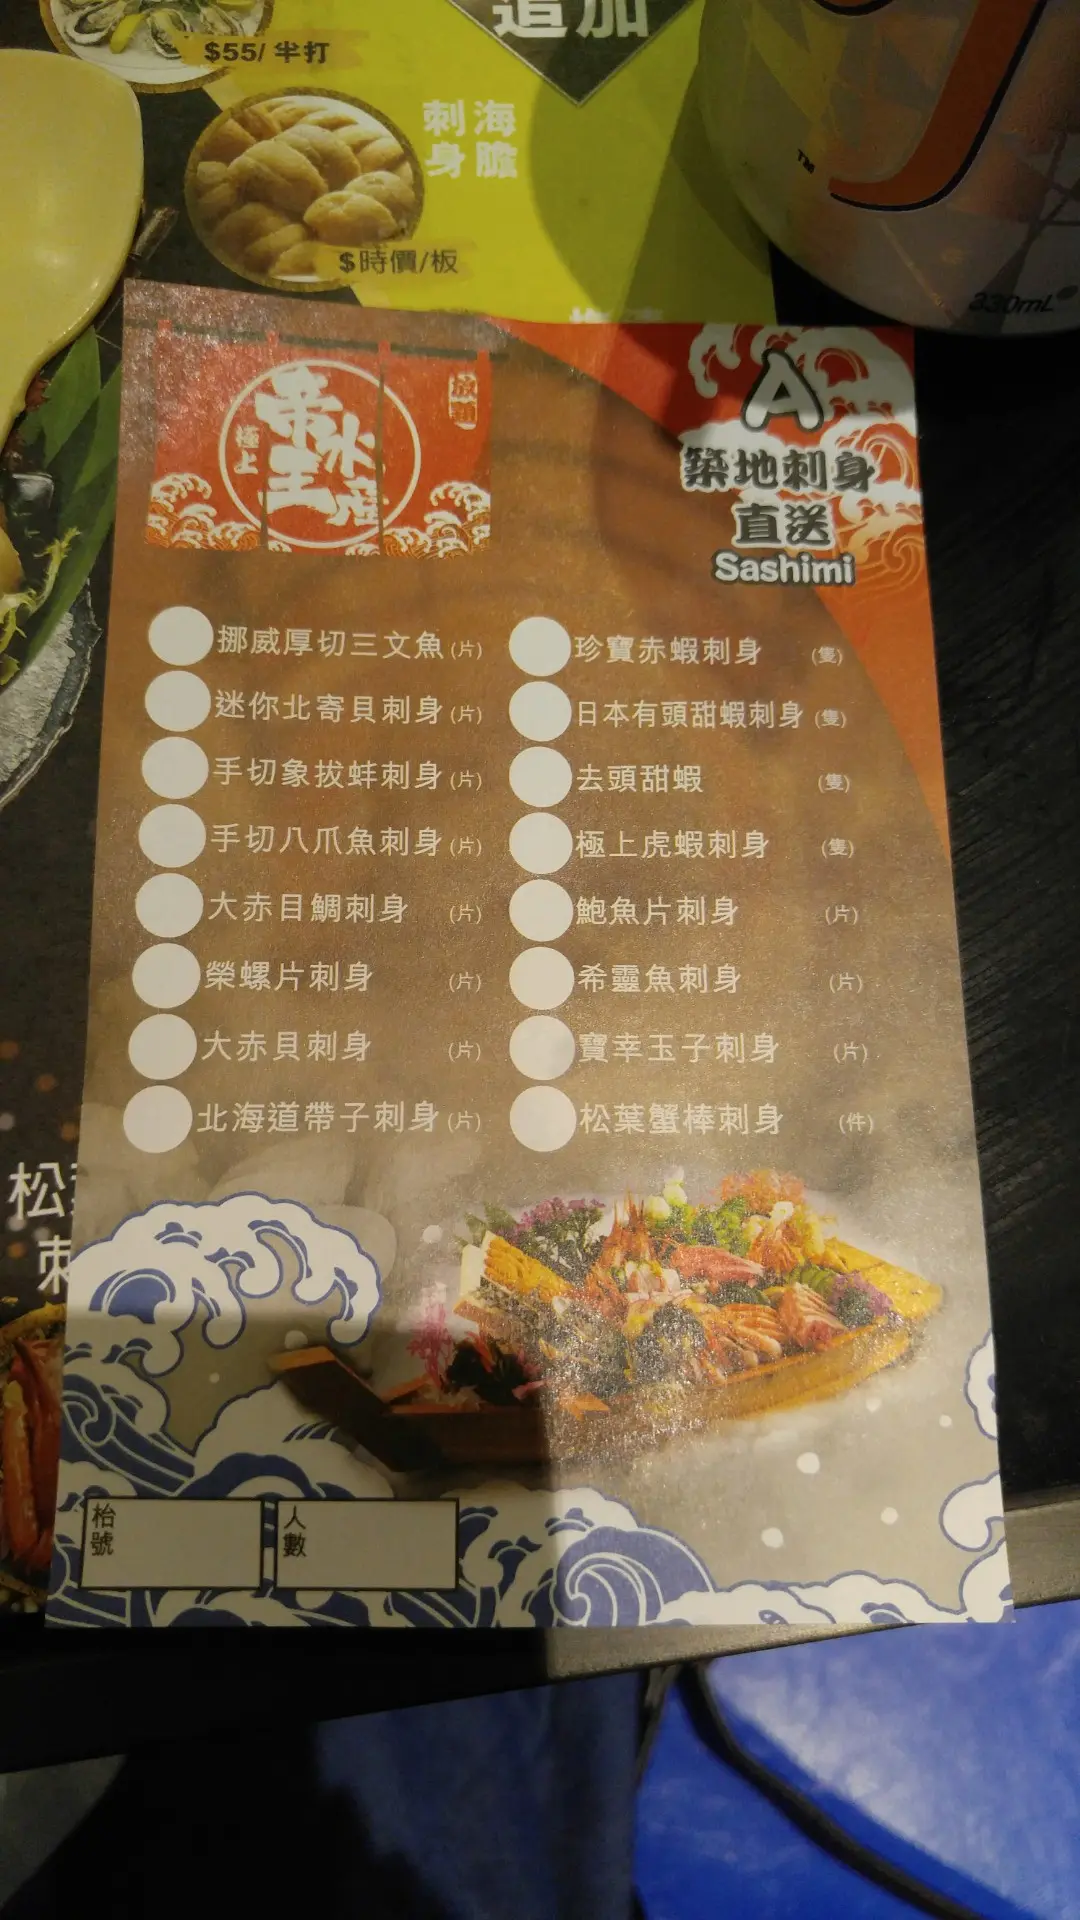 追加
$55/ 半打
海膽
刺身
$時價/板
TM
330mL
極上
帝王
水產
放題
A
築地刺身
直送
Sashimi
挪威厚切三文魚(片)
迷你北寄貝刺身(片)
手切象拔蚌刺身(片)
手切八爪魚刺身(片)
大赤目鯛刺身 (片)
榮螺片刺身 (片)
大赤貝刺身 (片)
北海道帶子刺身(片)
珍寶赤蝦刺身 (隻)
日本有頭甜蝦刺身(隻)
去頭甜蝦 (隻)
極上虎蝦刺身 (隻)
鮑魚片刺身 (片)
希靈魚刺身 (片)
寶幸玉子刺身 (片)
松葉蟹棒刺身 (件)
松
刺
枱號
人數